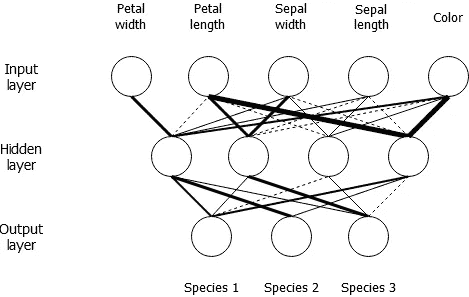 Petal
width
Petal
length
Sepal
width
Sepal
length
Color
Input
layer
Hidden
layer
Output
layer
Species 1
Species 2
Species 3